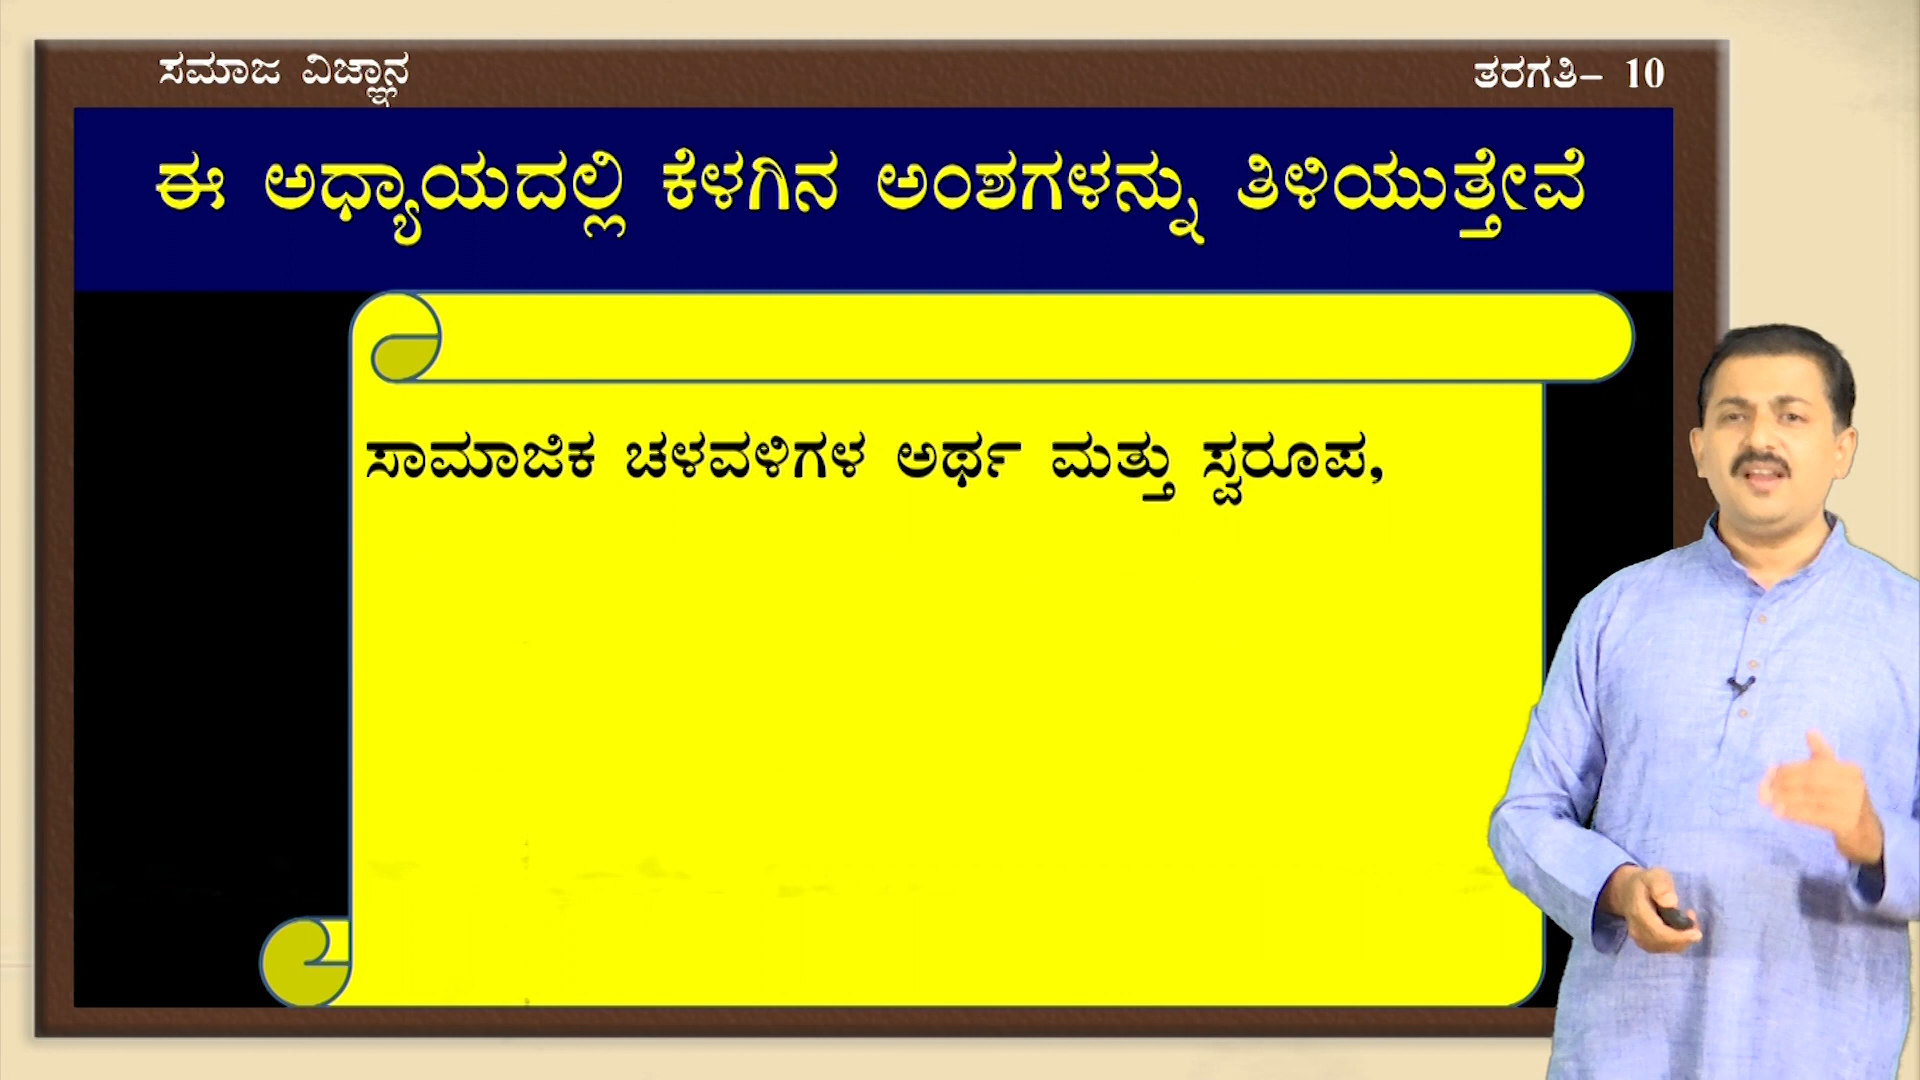 ಸಮಾಜ ವಿಜ್ಞಾನ
ತರಗತಿ– 10
ಈ ಅಧ್ಯಾಯದಲ್ಲಿ ಕೆಳಗಿನ ಅಂಶಗಳನ್ನು ತಿಳಿಯುತ್ತೇವೆ
ಸಾಮಾಜಿಕ ಚಳವಳಿಗಳ ಅರ್ಥ ಮತ್ತು ಸ್ವರೂಪ,